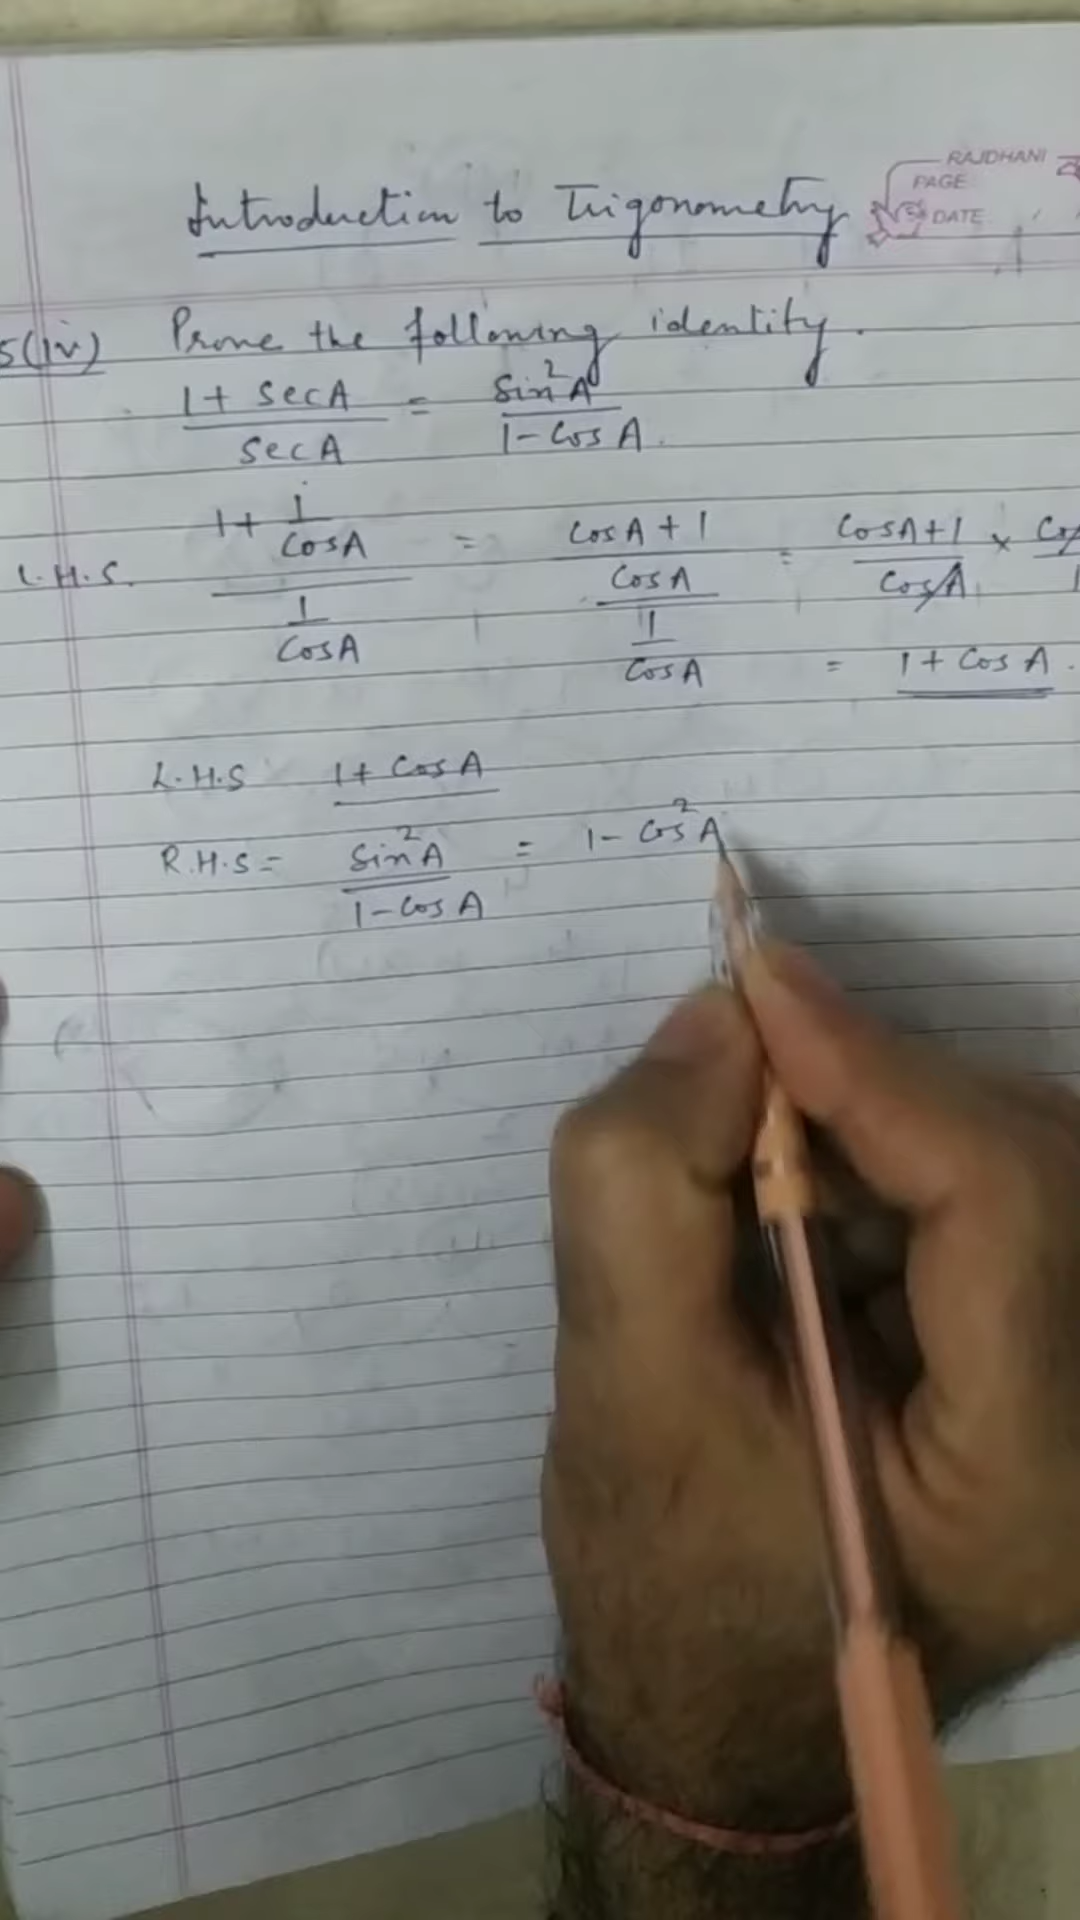 Introduction to Trigonometry
RAJDHANI
PAGE
DATE / /
5(iv) Prove the following identity.
1 + secA / secA = sin²A / 1 - cosA.
L.H.S. 1 + 1/cosA / 1/cosA = cosA + 1 / cosA / 1/cosA = cosA + 1 / cosA ×
= 1 + cosA.
L.H.S 1 + cosA
R.H.S = sin²A / 1 - cosA = 1 - cos²A